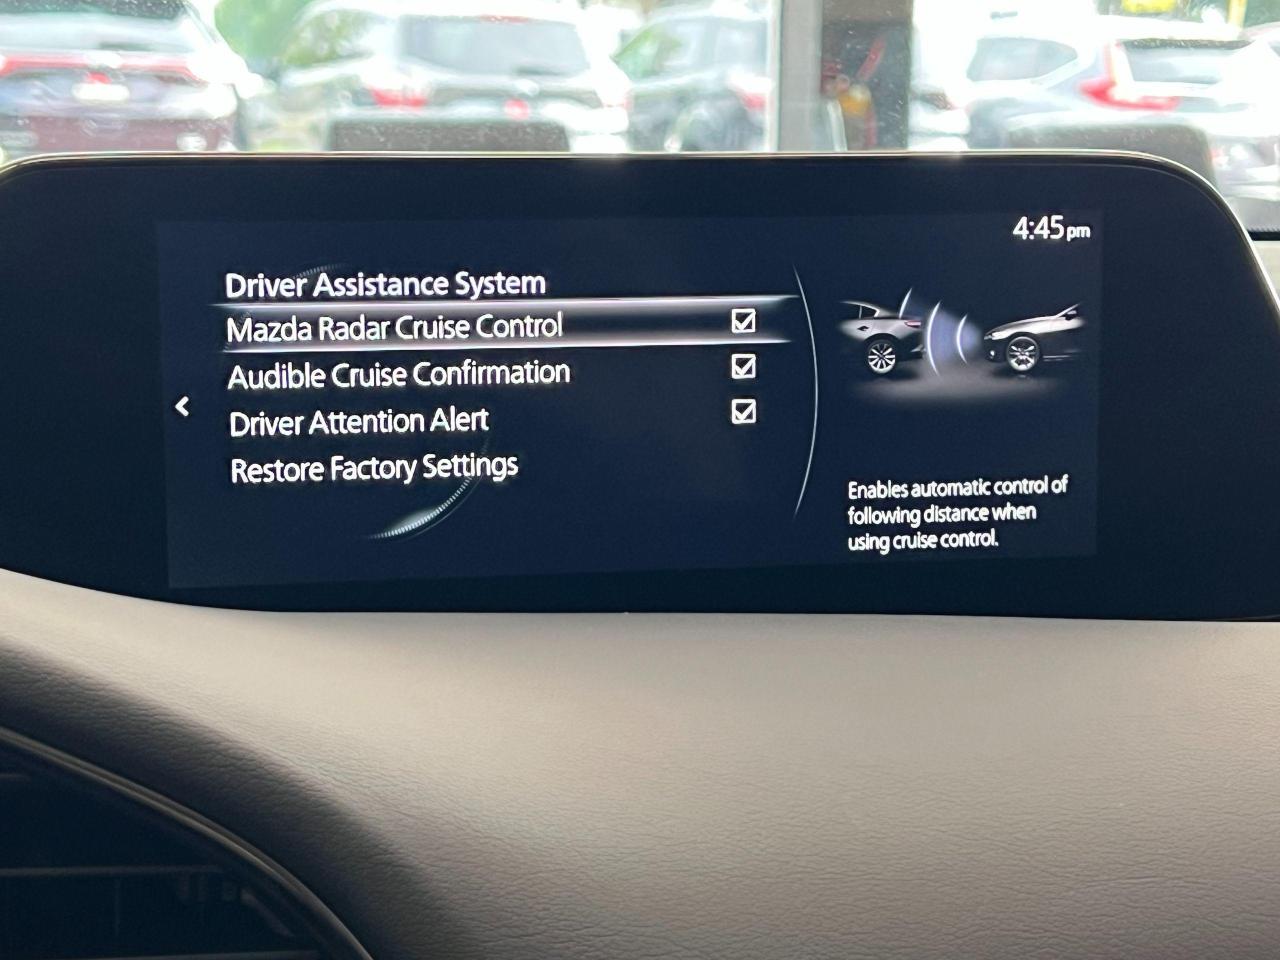 4:45pm
Driver Assistance System
Mazda Radar Cruise Control
Audible Cruise Confirmation
Driver Attention Alert
Restore Factory Settings
Enables automatic control of
following distance when
using cruise control.